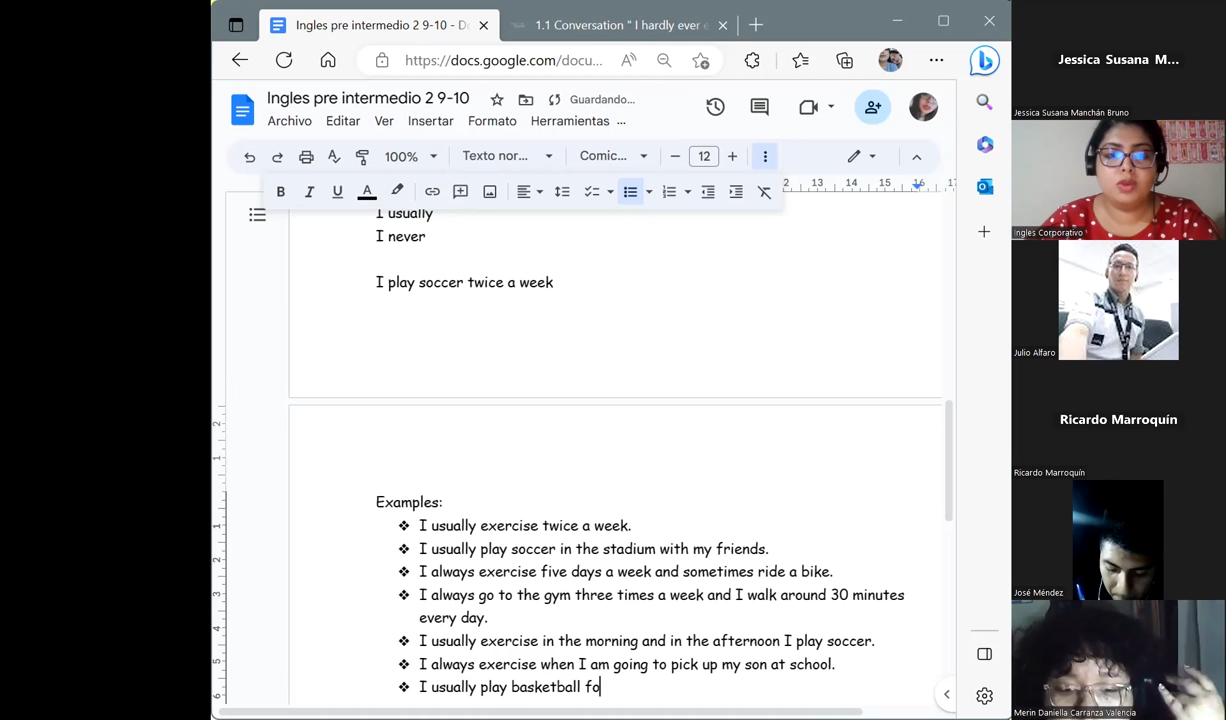 Ingles pre intermedio 2 9-10 - Do
1.1 Conversation " I hardly ever e
https://docs.google.com/docu...
Ingles pre intermedio 2 9-10
Guardando...
Archivo Editar Ver Insertar Formato Herramientas ...
100% Texto nor... Comic... 12
12 13 14 15 16 17
I usually
I never
I play soccer twice a week
Examples:
❖ I usually exercise twice a week.
❖ I usually play soccer in the stadium with my friends.
❖ I always exercise five days a week and sometimes ride a bike.
❖ I always go to the gym three times a week and I walk around 30 minutes
every day.
❖ I usually exercise in the morning and in the afternoon I play soccer.
❖ I always exercise when I am going to pick up my son at school.
❖ I usually play basketball fo
Jessica Susana M...
Jessica Susana Manchán Bruno
Ingles Corporativo
Julio Alfaro
Ricardo Marroquín
Ricardo Marroquín
José Méndez
Merin Daniella Carranza Valencia